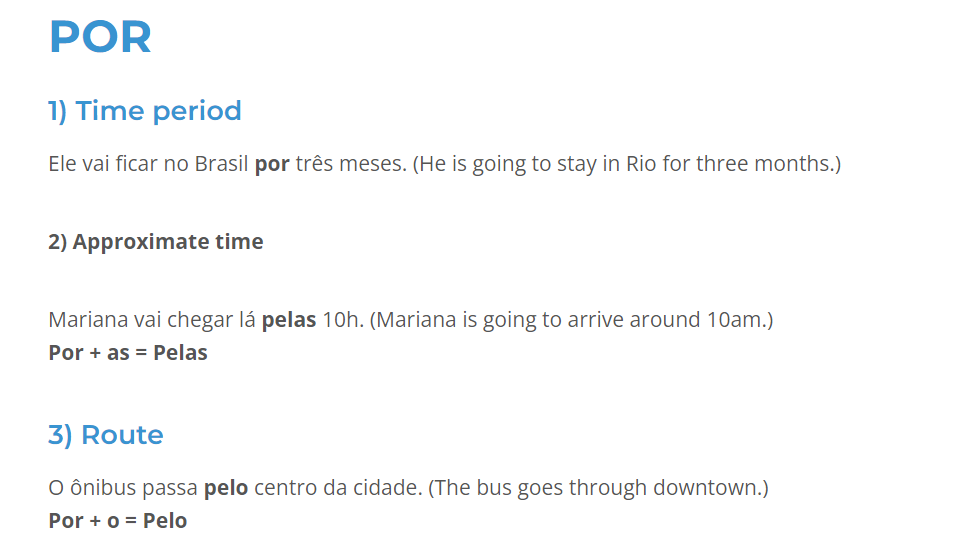 POR
1) Time period
Ele vai ficar no Brasil por três meses. (He is going to stay in Rio for three months.)
2) Approximate time
Mariana vai chegar lá pelas 10h. (Mariana is going to arrive around 10am.)
Por + as = Pelas
3) Route
O ônibus passa pelo centro da cidade. (The bus goes through downtown.)
Por + o = Pelo